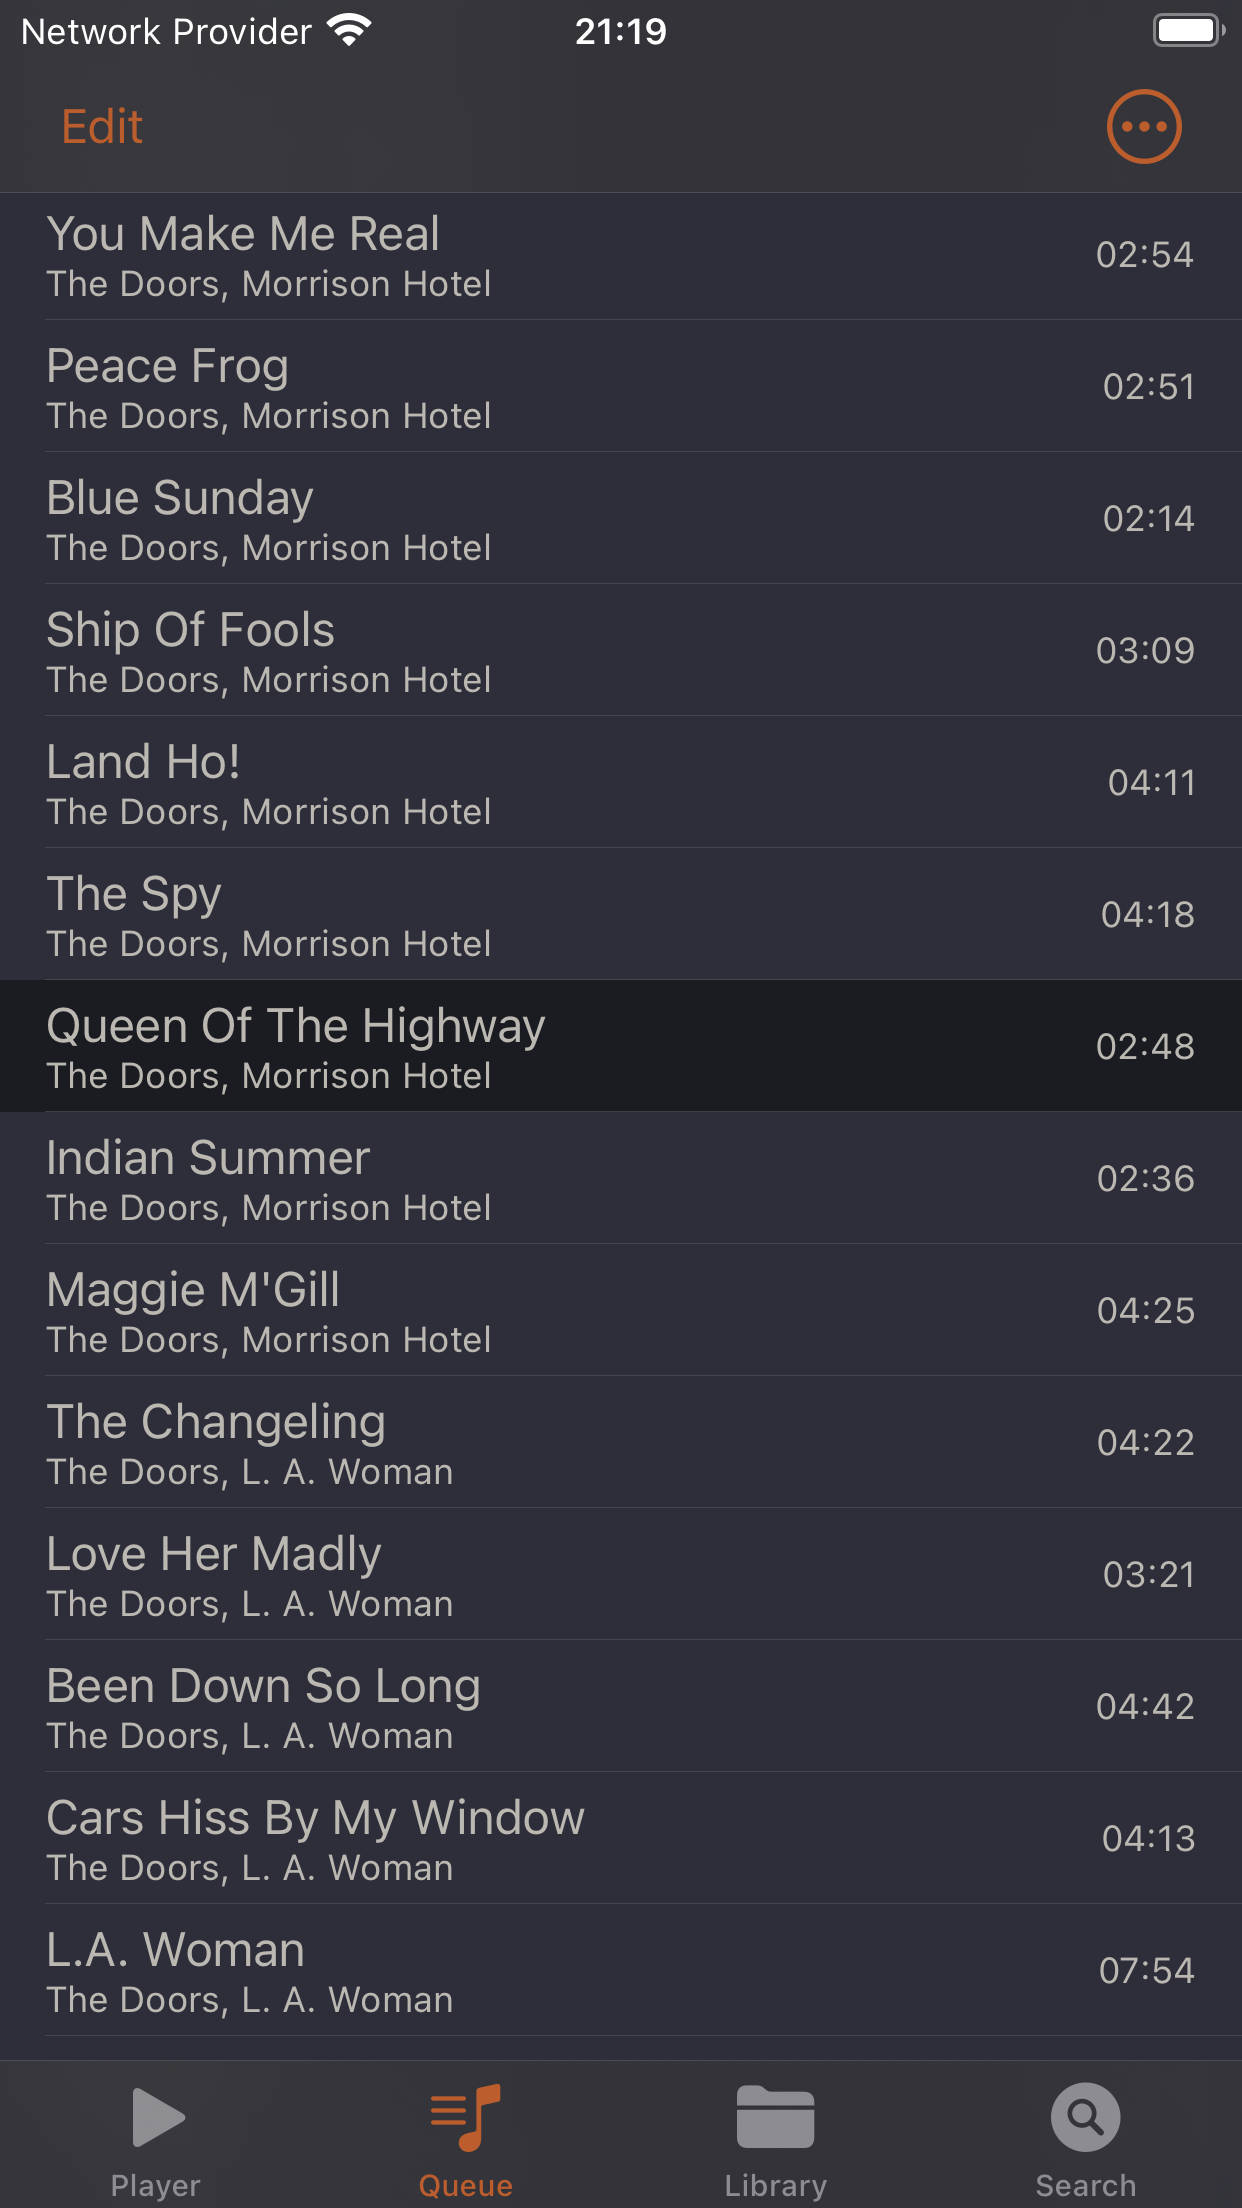 Network Provider 21:19
Edit
You Make Me Real
The Doors, Morrison Hotel
02:54
Peace Frog
The Doors, Morrison Hotel
02:51
Blue Sunday
The Doors, Morrison Hotel
02:14
Ship Of Fools
The Doors, Morrison Hotel
03:09
Land Ho!
The Doors, Morrison Hotel
04:11
The Spy
The Doors, Morrison Hotel
04:18
Queen Of The Highway
The Doors, Morrison Hotel
02:48
Indian Summer
The Doors, Morrison Hotel
02:36
Maggie M'Gill
The Doors, Morrison Hotel
04:25
The Changeling
The Doors, L. A. Woman
04:22
Love Her Madly
The Doors, L. A. Woman
03:21
Been Down So Long
The Doors, L. A. Woman
04:42
Cars Hiss By My Window
The Doors, L. A. Woman
04:13
L.A. Woman
The Doors, L. A. Woman
07:54
Player Queue Library Search